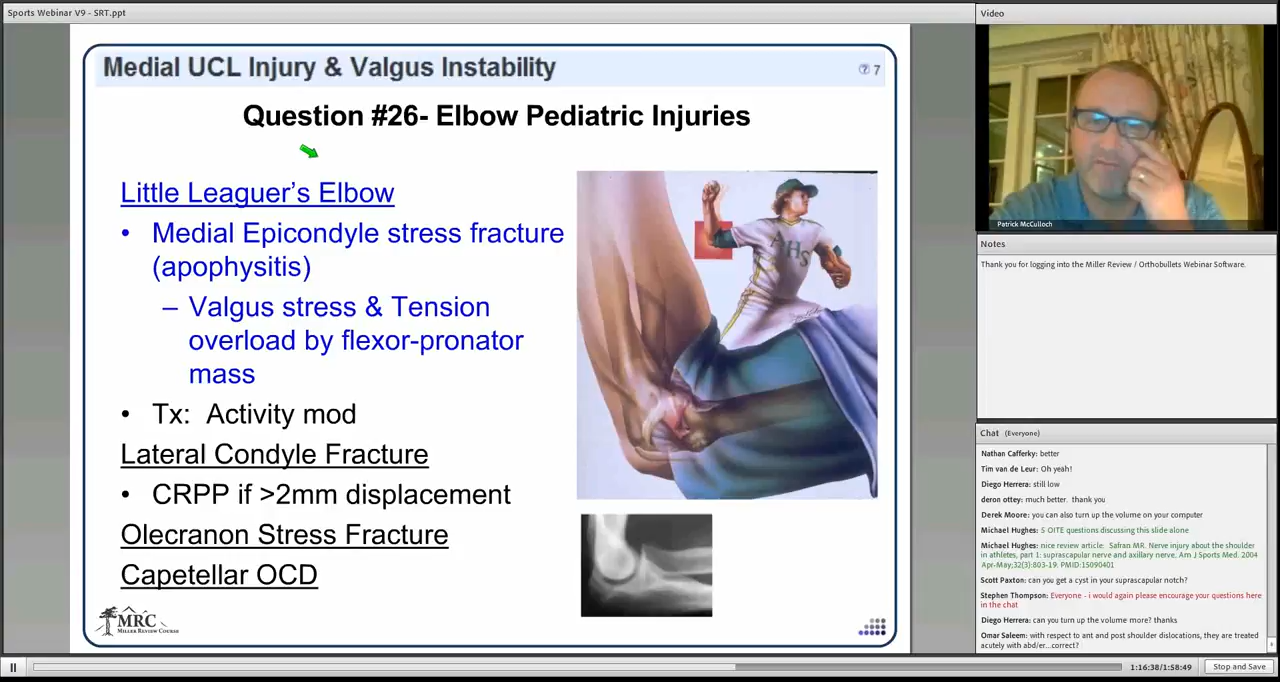 Sports Webinar V9 - SRT.ppt
Medial UCL Injury & Valgus Instability
7
Question #26- Elbow Pediatric Injuries
Little Leaguer's Elbow
• Medial Epicondyle stress fracture
(apophysitis)
– Valgus stress & Tension
overload by flexor-pronator
mass
• Tx: Activity mod
Lateral Condyle Fracture
• CRPP if >2mm displacement
Olecranon Stress Fracture
Capetellar OCD
AHS
MRC
MILLER REVIEW COURSE
Video
Patrick McCulloch
Notes
Thank you for logging into the Miller Review / Orthobullets Webinar Software.
Chat (Everyone)
Nathan Cafferky: better
Tim van de Leur: Oh yeah!
Diego Herrera: still low
deron ottey: much better. thank you
Derek Moore: you can also turn up the volume on your computer
Michael Hughes: 5 OITE questions discussing this slide alone
Michael Hughes: nice review article: Safran MR. Nerve injury about the shoulder
in athletes, part 1: suprascapular nerve and axillary nerve. Am J Sports Med. 2004
Apr-May;32(3):803-19. PMID:15090401
Scott Paxton: can you get a cyst in your suprascapular notch?
Stephen Thompson: Everyone - i would again please encourage your questions here
in the chat
Diego Herrera: can you turn up the volume more? thanks
Omar Saleem: with respect to ant and post shoulder dislocations, they are treated
acutely with abd/er...correct?
1:16:38/1:58:49
Stop and Save